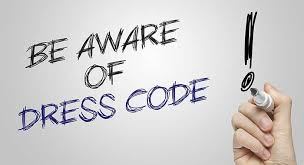 BE AWARE
OF
DRESS CODE !